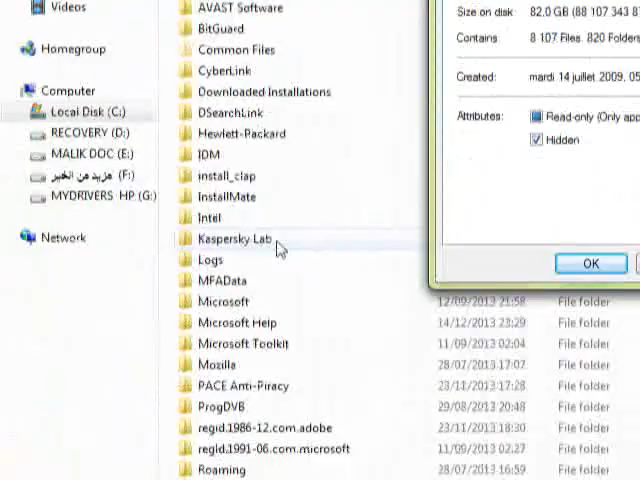 Videos
Homegroup
Computer
Local Disk (C:)
RECOVERY (D:)
MALIK DOC (E:)
مزيد من الخير (F:)
MYDRIVERS HP (G:)
Network
AVAST Software
BitGuard
Common Files
CyberLink
Downloaded Installations
DSearchLink
Hewlett-Packard
IDM
install_clap
InstallMate
Intel
Kaspersky Lab
Logs
MFAData
Microsoft 12/09/2013 21:58 File folder
Microsoft Help 14/12/2013 23:29 File folder
Microsoft Toolkit 11/09/2013 02:04 File folder
Mozilla 28/07/2013 17:07 File folder
PACE Anti-Piracy 23/11/2013 17:28 File folder
ProgDVB 29/08/2013 20:48 File folder
regid.1986-12.com.adobe 23/11/2013 18:30 File folder
regid.1991-06.com.microsoft 11/09/2013 02:27 File folder
Roaming 28/07/2013 16:59 File folder
Size on disk: 82.0 GB (88 107 343 8
Contains: 8 107 Files, 820 Folders
Created: mardi 14 juillet 2009, 05
Attributes: Read-only (Only app
Hidden
OK